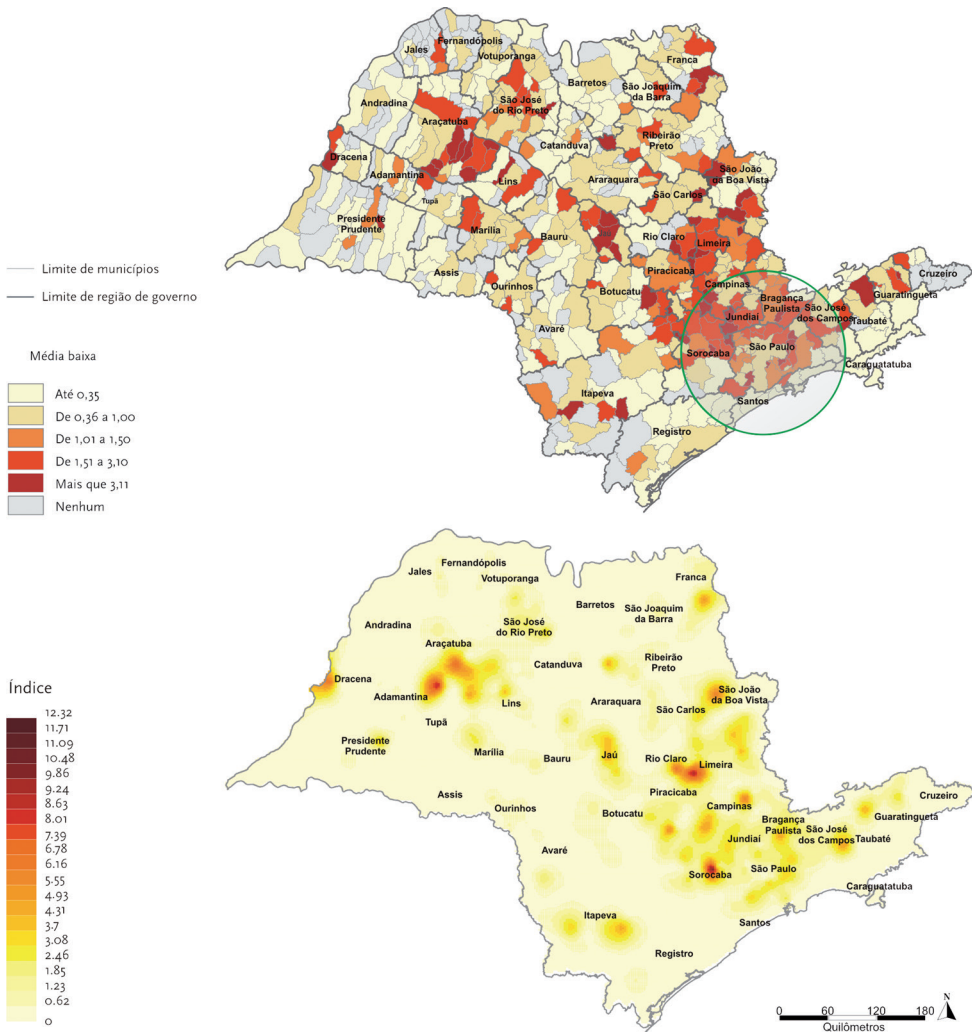 Jales
Fernandópolis
Votuporanga
Andradina
Araçatuba
São José
do Rio Preto
Barretos
São Joaquim
da Barra
Franca
Dracena
Adamantina
Tupã
Lins
Catanduva
Ribeirão
Preto
Araraquara
São Carlos
São João
da Boa Vista
Presidente
Prudente
Marília
Bauru
Rio Claro
Limeira
Assis
Ourinhos
Botucatu
Piracicaba
Campinas
Bragança
Paulista
Jundiaí
São José
dos Campos
Taubaté
Guaratinguetá
Cruzeiro
Avaré
Sorocaba
São Paulo
Caraguatatuba
Santos
Itapeva
Registro
Limite de municípios
Limite de região de governo
Média baixa
Até 0,35
De 0,36 a 1,00
De 1,01 a 1,50
De 1,51 a 3,10
Mais que 3,11
Nenhum
Jales
Fernandópolis
Votuporanga
Andradina
Araçatuba
São José
do Rio Preto
Barretos
São Joaquim
da Barra
Franca
Dracena
Adamantina
Tupã
Lins
Catanduva
Ribeirão
Preto
Araraquara
São Carlos
São João
da Boa Vista
Presidente
Prudente
Marília
Bauru
Jaú
Rio Claro
Limeira
Assis
Ourinhos
Botucatu
Piracicaba
Campinas
Bragança
Paulista
Jundiaí
São José
dos Campos
Taubaté
Guaratinguetá
Cruzeiro
Avaré
Sorocaba
São Paulo
Caraguatatuba
Santos
Itapeva
Registro
Índice
12.32
11.71
11.09
10.48
9.86
9.24
8.63
8.01
7.39
6.78
6.16
5.55
4.93
4.31
3.7
3.08
2.46
1.85
1.23
0.62
0
N
0 60 120 180
Quilômetros